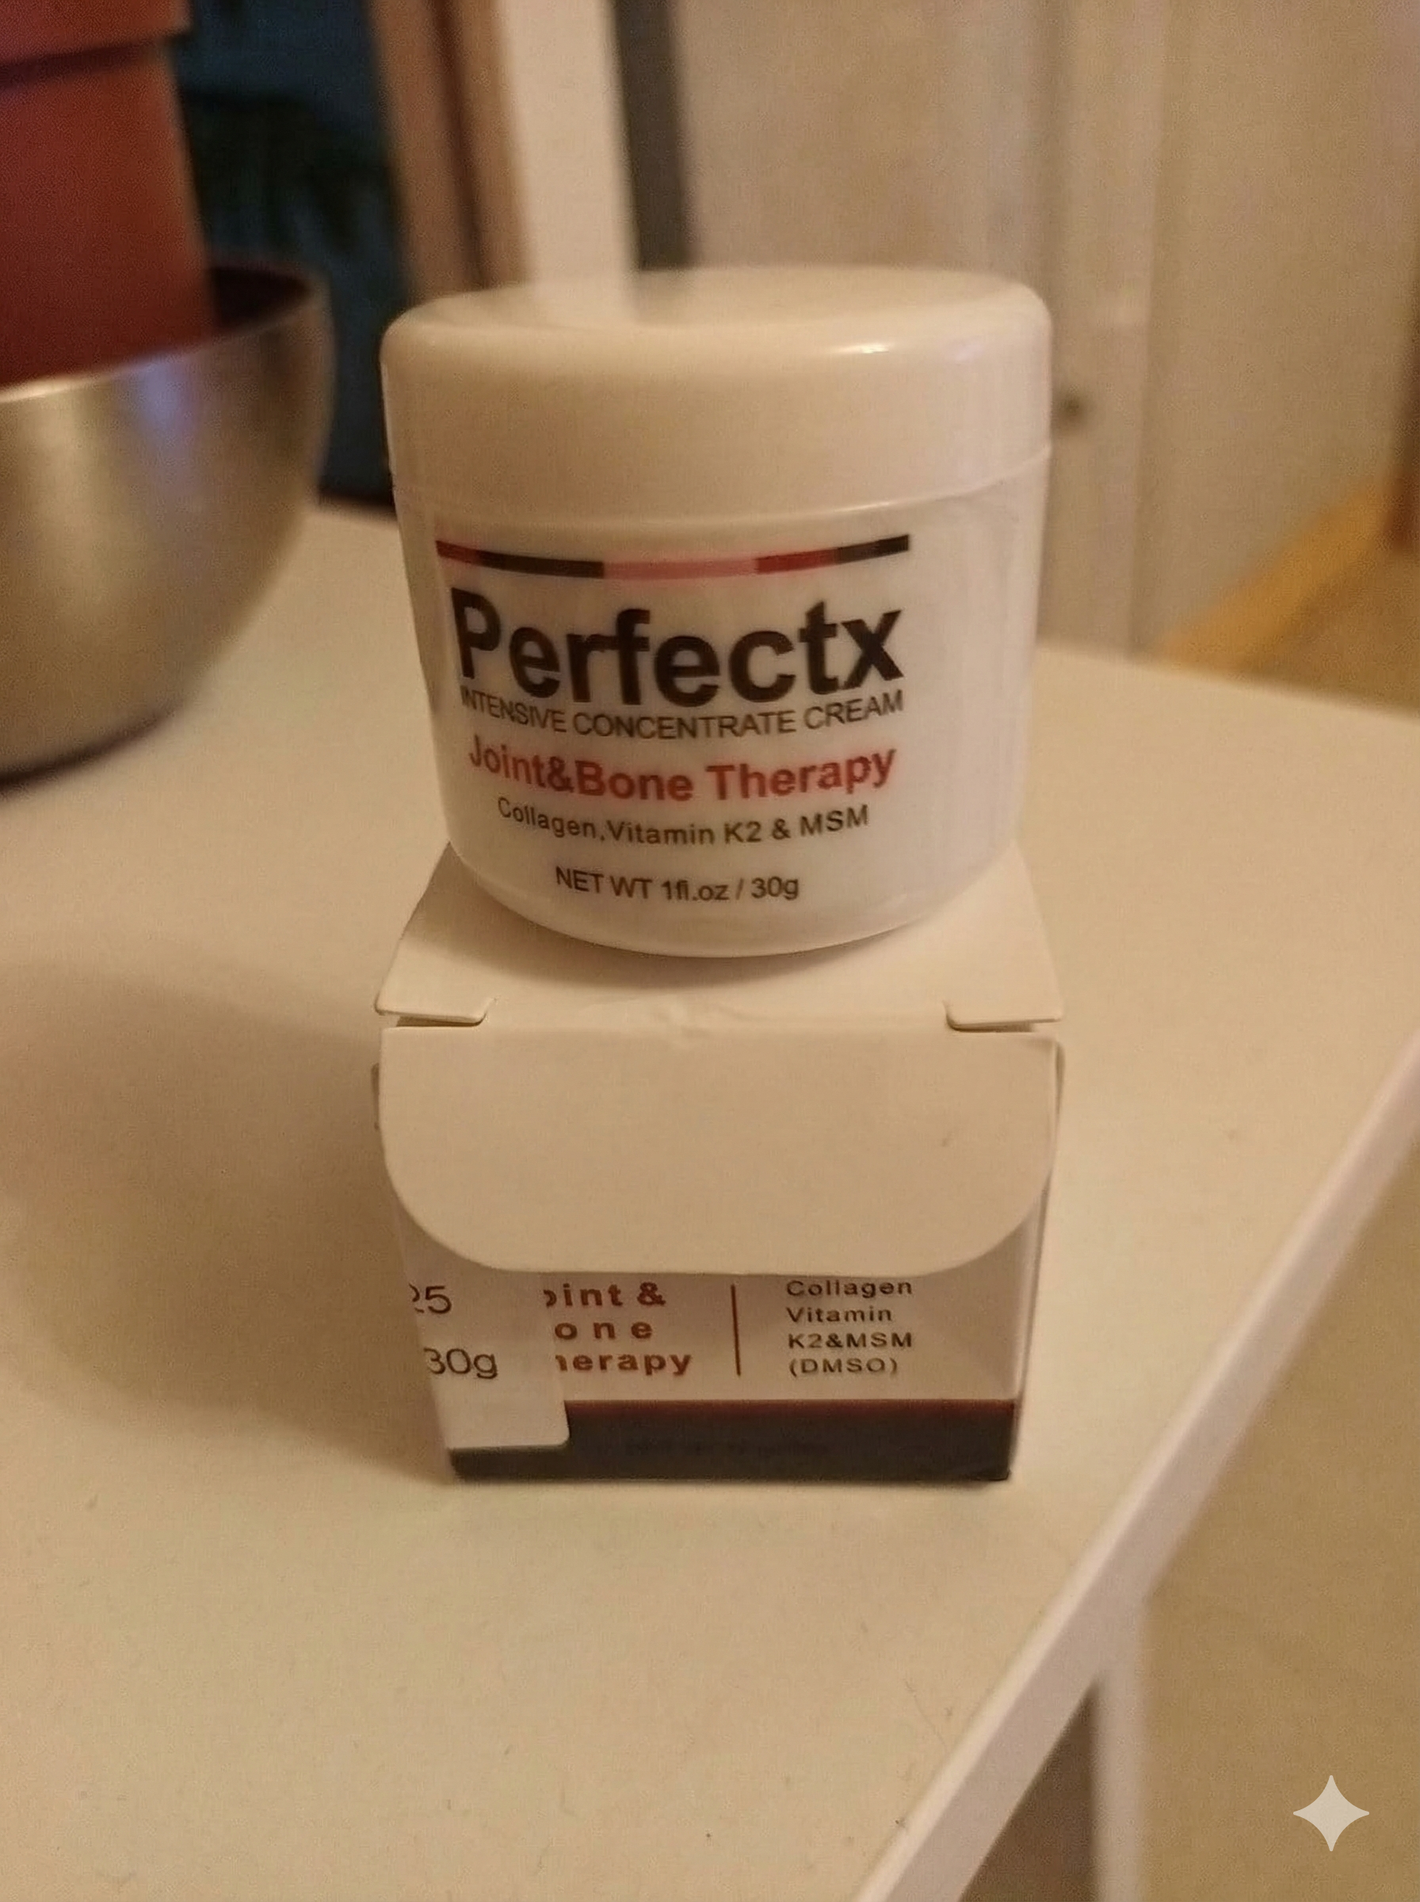 Perfectx
INTENSIVE CONCENTRATE CREAM
Joint&Bone Therapy
Collagen,Vitamin K2 & MSM
NET WT 1fl.oz / 30g
25
30g
oint &
one
herapy
Collagen
Vitamin
K2&MSM
(DMSO)